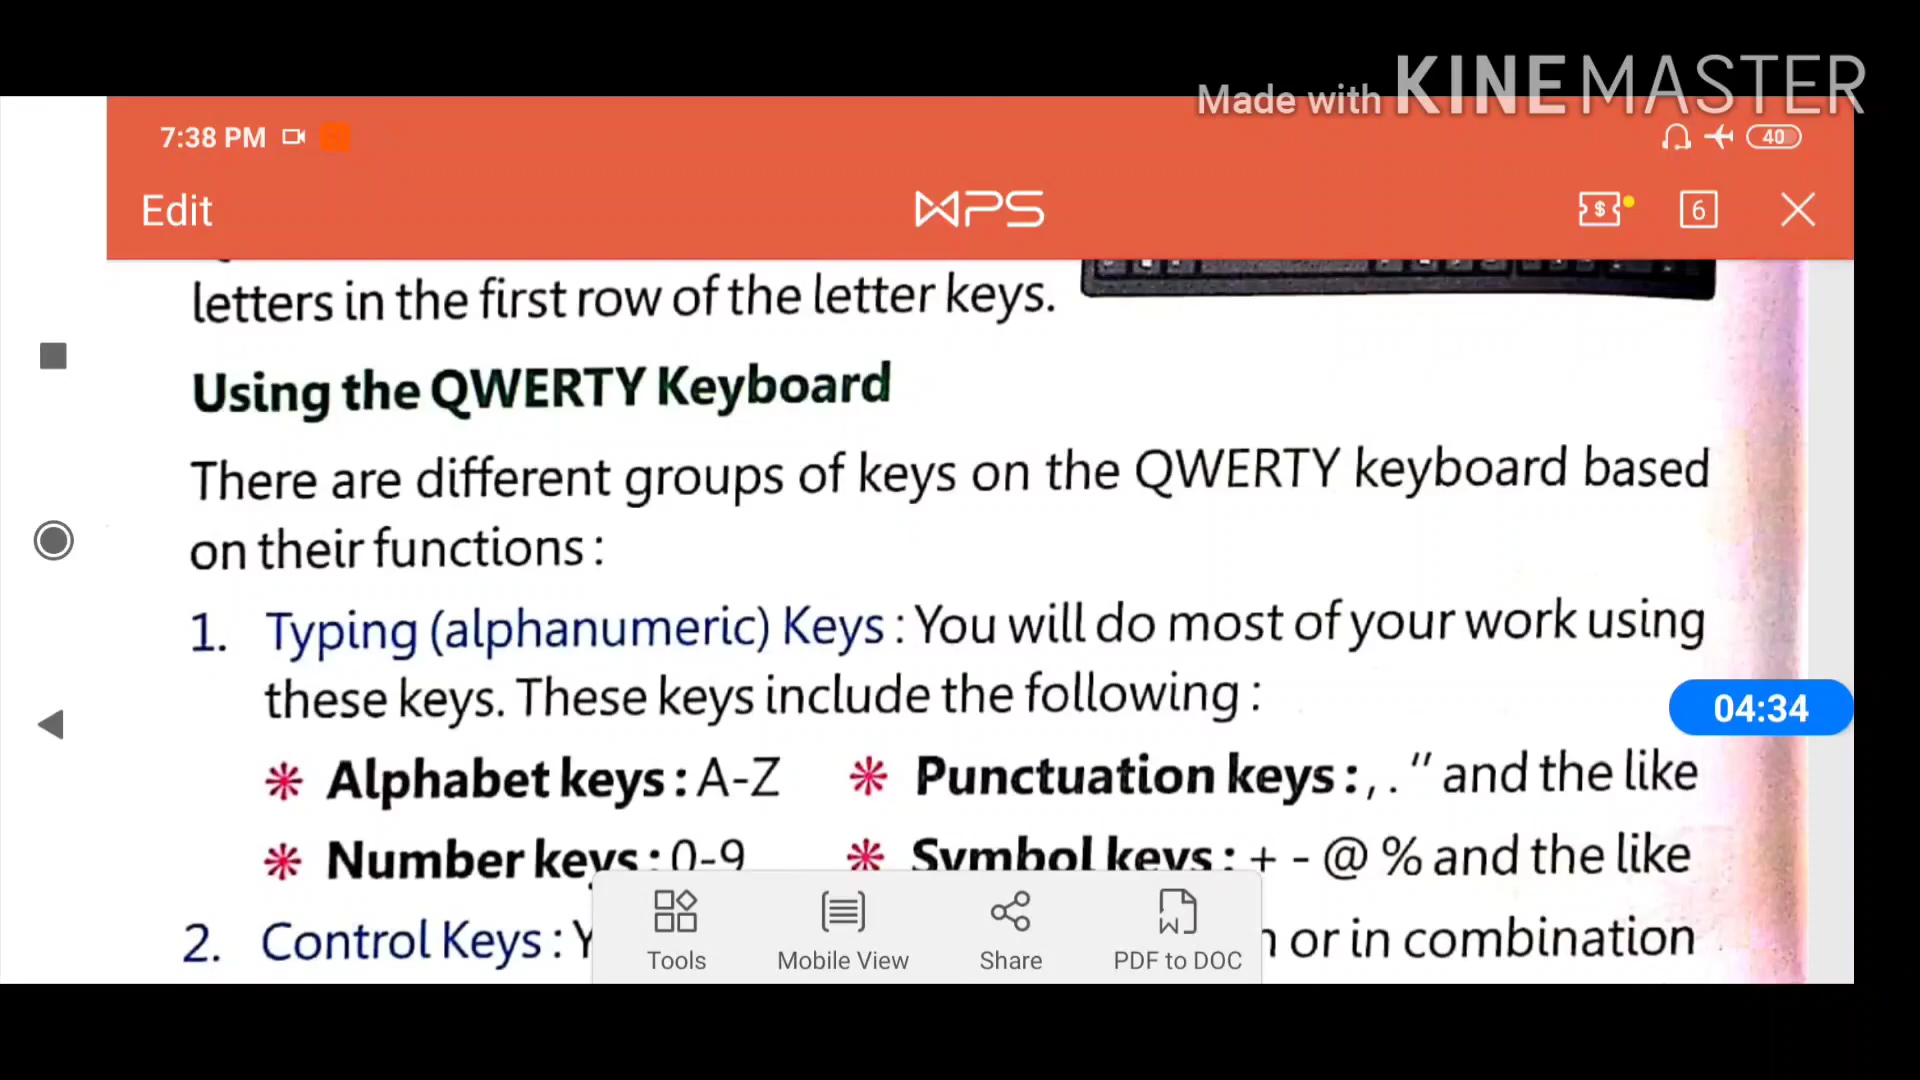 Made with KINEMASTER
7:38 PM 40
Edit WPS $ 6
letters in the first row of the letter keys.
Using the QWERTY Keyboard
There are different groups of keys on the QWERTY keyboard based
on their functions :
1. Typing (alphanumeric) Keys : You will do most of your work using
these keys. These keys include the following :
04:34
* Alphabet keys : A-Z * Punctuation keys : , . " and the like
* Number keys : 0-9 * Symbol keys : + - @ % and the like
2. Control Keys : or in combination
Tools Mobile View Share PDF to DOC